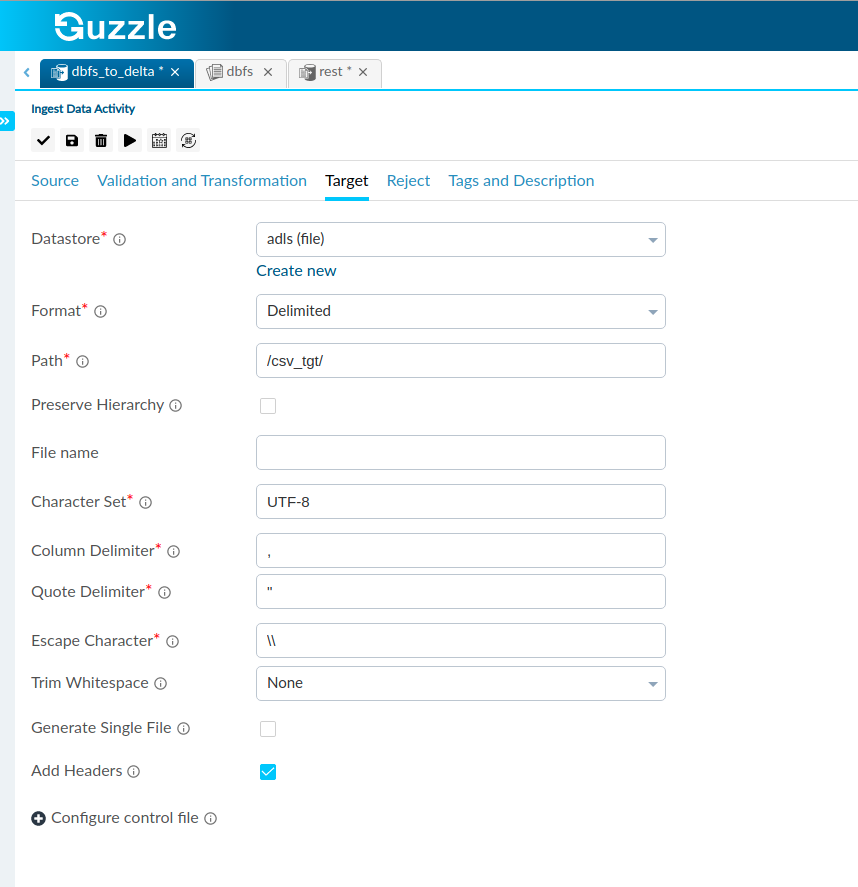 Guzzle
dbfs_to_delta * × dbfs × rest * ×
Ingest Data Activity
Source Validation and Transformation Target Reject Tags and Description
Datastore* adls (file)
Create new
Format* Delimited
Path* /csv_tgt/
Preserve Hierarchy
File name
Character Set* UTF-8
Column Delimiter* ,
Quote Delimiter* "
Escape Character* \\
Trim Whitespace None
Generate Single File
Add Headers
Configure control file